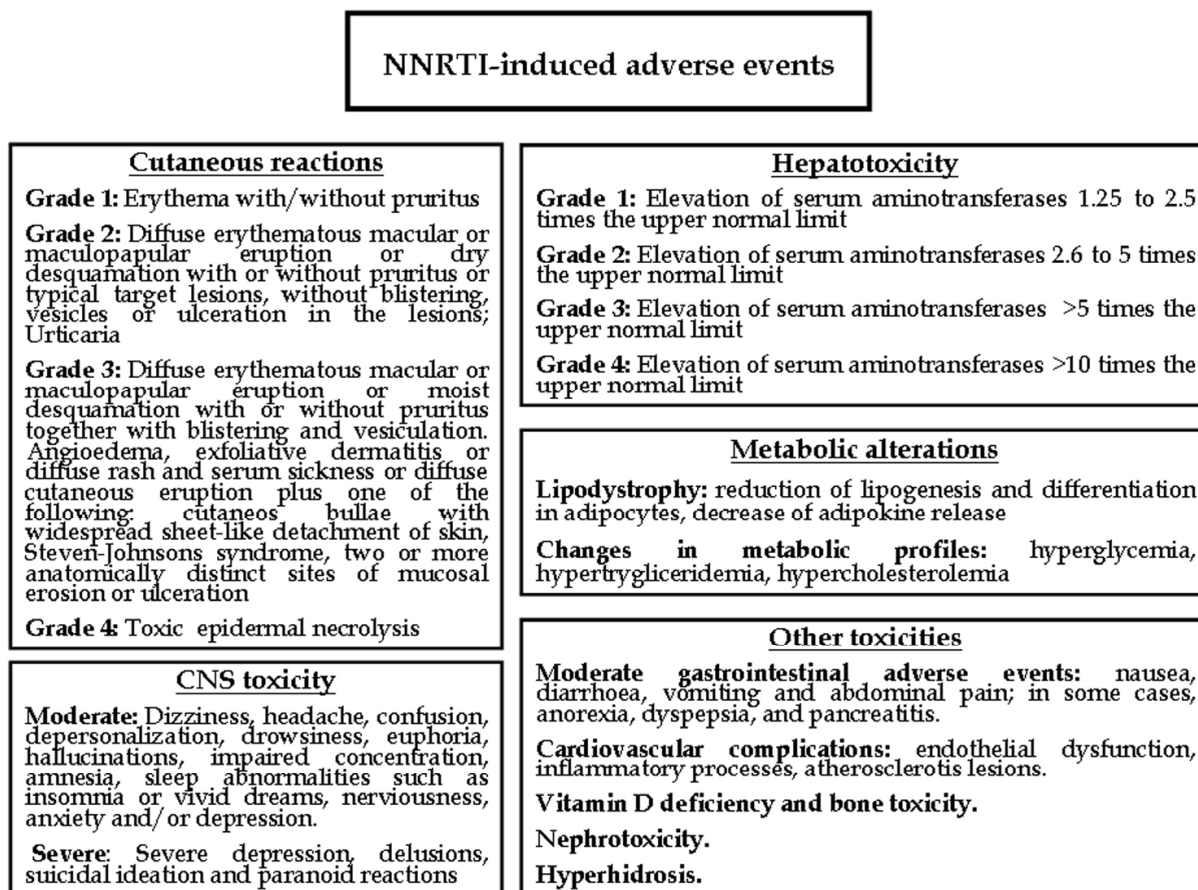 NNRTI-induced adverse events
Cutaneous reactions
Grade 1: Erythema with/without pruritus
Grade 2: Diffuse erythematous macular or
maculopapular eruption or dry
desquamation with or without pruritus or
typical target lesions, without blistering,
vesicles or ulceration in the lesions;
Urticaria
Grade 3: Diffuse erythematous macular or
maculopapular eruption or moist
desquamation with or without pruritus
together with blistering and vesiculation.
Angioedema, exfoliative dermatitis or
diffuse rash and serum sickness or diffuse
cutaneous eruption plus one of the
following: cutaneos bullae with
widespread sheet-like detachment of skin,
Steven-Johnsons syndrome, two or more
anatomically distinct sites of mucosal
erosion or ulceration
Grade 4: Toxic epidermal necrolysis
CNS toxicity
Moderate: Dizziness, headache, confusion,
depersonalization, drowsiness, euphoria,
hallucinations, impaired concentration,
amnesia, sleep abnormalities such as
insomnia or vivid dreams, nerviousness,
anxiety and/or depression.
Severe: Severe depression, delusions,
suicidal ideation and paranoid reactions
Hepatotoxicity
Grade 1: Elevation of serum aminotransferases 1.25 to 2.5
times the upper normal limit
Grade 2: Elevation of serum aminotransferases 2.6 to 5 times
the upper normal limit
Grade 3: Elevation of serum aminotransferases >5 times the
upper normal limit
Grade 4: Elevation of serum aminotransferases >10 times the
upper normal limit
Metabolic alterations
Lipodystrophy: reduction of lipogenesis and differentiation
in adipocytes, decrease of adipokine release
Changes in metabolic profiles: hyperglycemia,
hypertrygliceridemia, hypercholesterolemia
Other toxicities
Moderate gastrointestinal adverse events: nausea,
diarrhoea, vomiting and abdominal pain; in some cases,
anorexia, dyspepsia, and pancreatitis.
Cardiovascular complications: endothelial dysfunction,
inflammatory processes, atherosclerotis lesions.
Vitamin D deficiency and bone toxicity.
Nephrotoxicity.
Hyperhidrosis.